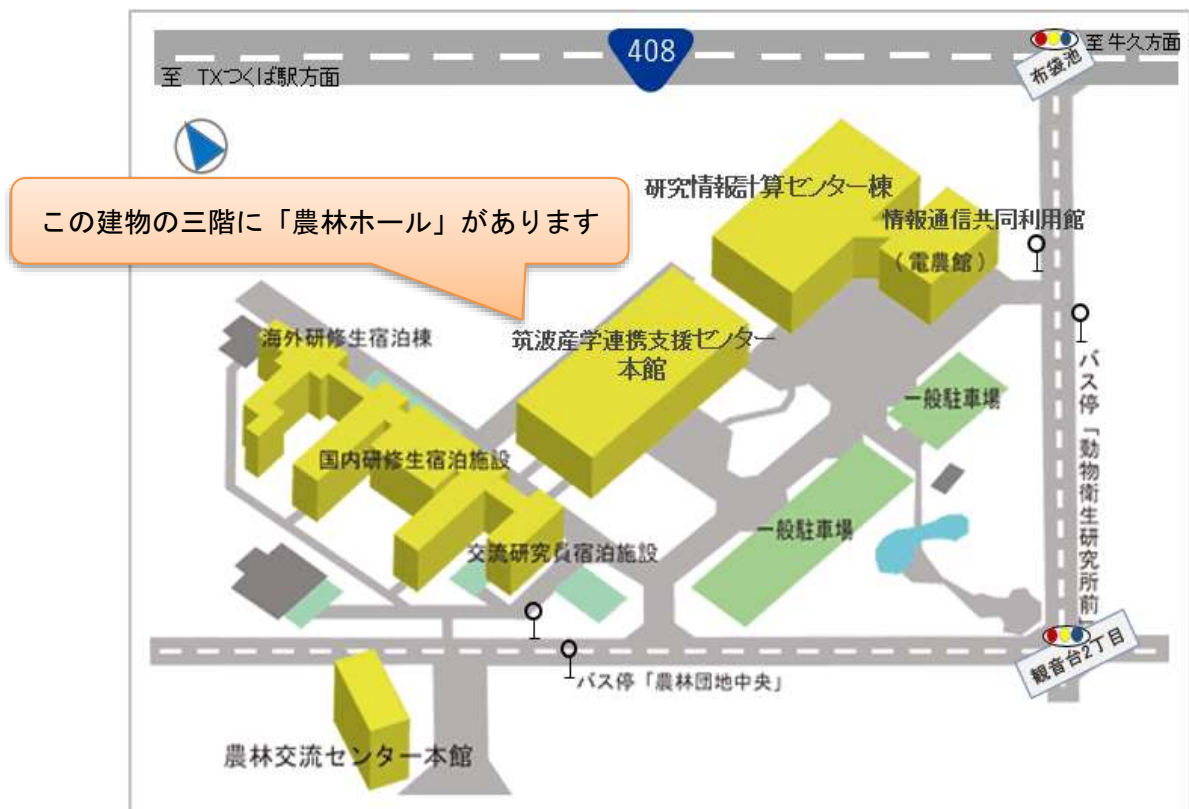 408
至 TXつくば駅方面
至 牛久方面
布袋池
この建物の三階に「農林ホール」があります
研究情報計算センター棟
情報通信共同利用館
（電農館）
海外研修生宿泊棟
筑波産学連携支援センター
本館
バス停「動物衛生研究所前」
一般駐車場
国内研修生宿泊施設
一般駐車場
交流研究員宿泊施設
観音台2丁目
バス停「農林団地中央」
農林交流センター本館